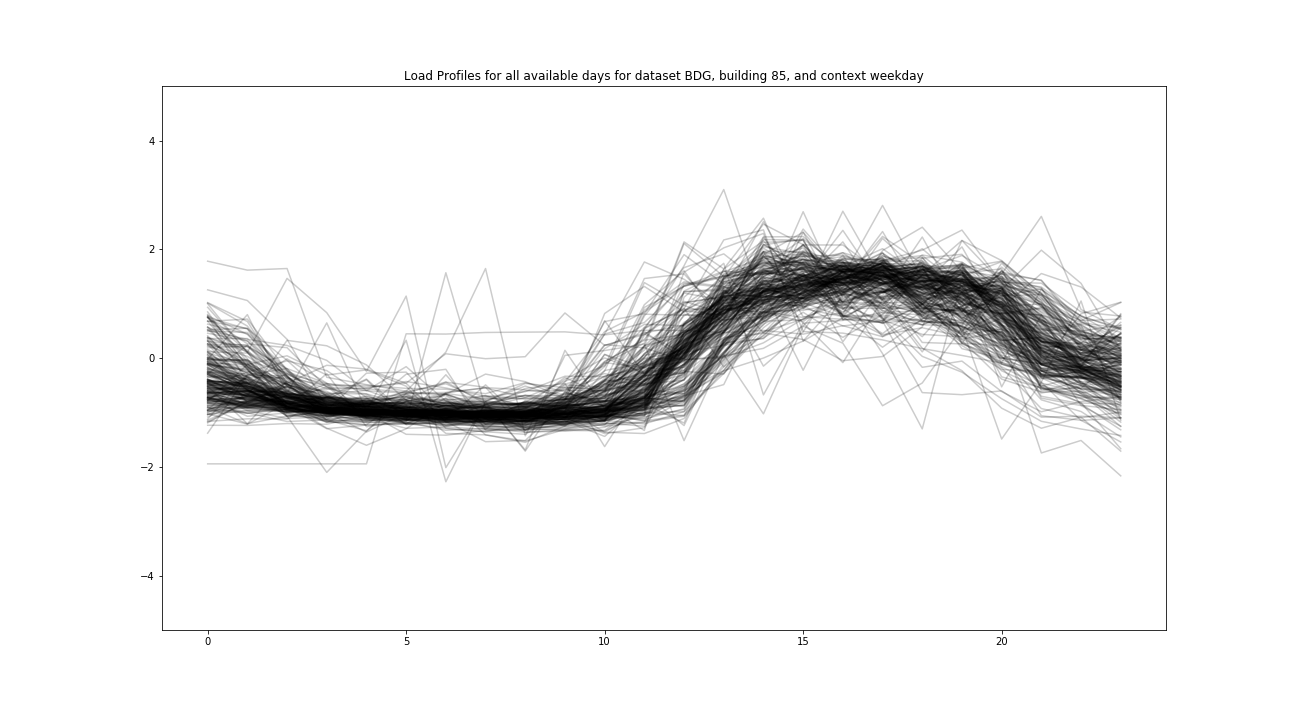 Load Profiles for all available days for dataset BDG, building 85, and context weekday
4
2
0
−2
−4
0 5 10 15 20